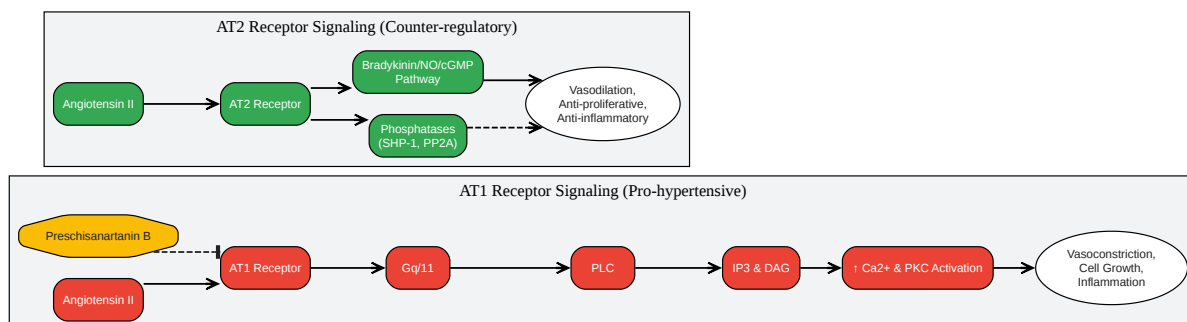 AT2 Receptor Signaling (Counter-regulatory)
Angiotensin II
AT2 Receptor
Bradykinin/NO/cGMP
Pathway
Phosphatases
(SHP-1, PP2A)
Vasodilation,
Anti-proliferative,
Anti-inflammatory
AT1 Receptor Signaling (Pro-hypertensive)
Preschisanartanin B
Angiotensin II
AT1 Receptor
Gq/11
PLC
IP3 & DAG
↑ Ca2+ & PKC Activation
Vasoconstriction,
Cell Growth,
Inflammation